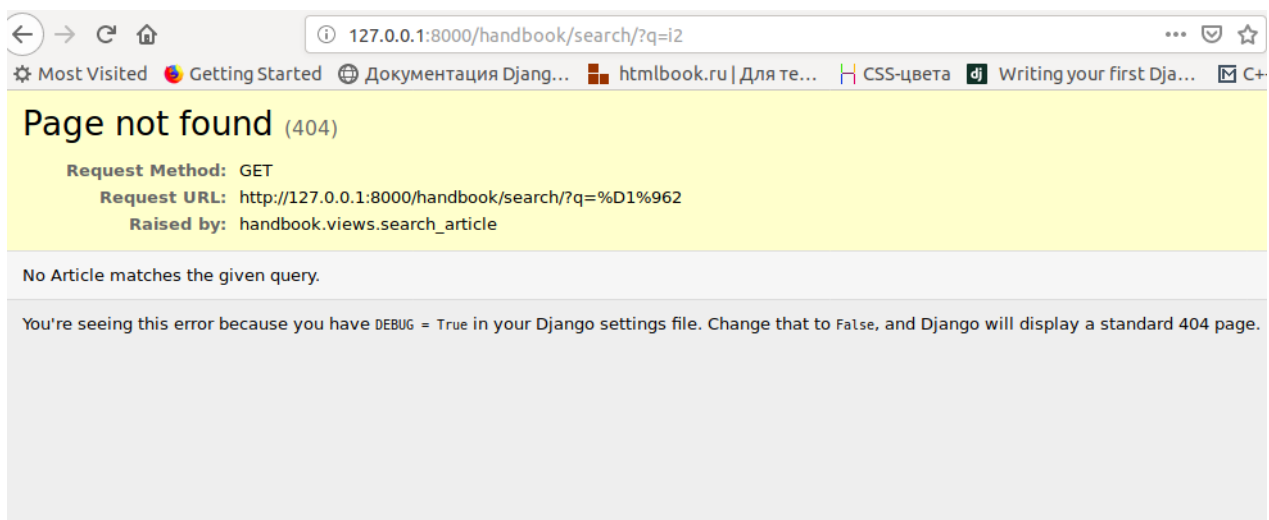 127.0.0.1:8000/handbook/search/?q=і2
Most Visited Getting Started Документация Djang... htmlbook.ru | Для те... CSS-цвета dj Writing your first Dja... M C+
Page not found (404)
Request Method: GET
Request URL: http://127.0.0.1:8000/handbook/search/?q=%D1%962
Raised by: handbook.views.search_article
No Article matches the given query.
You're seeing this error because you have DEBUG = True in your Django settings file. Change that to False, and Django will display a standard 404 page.